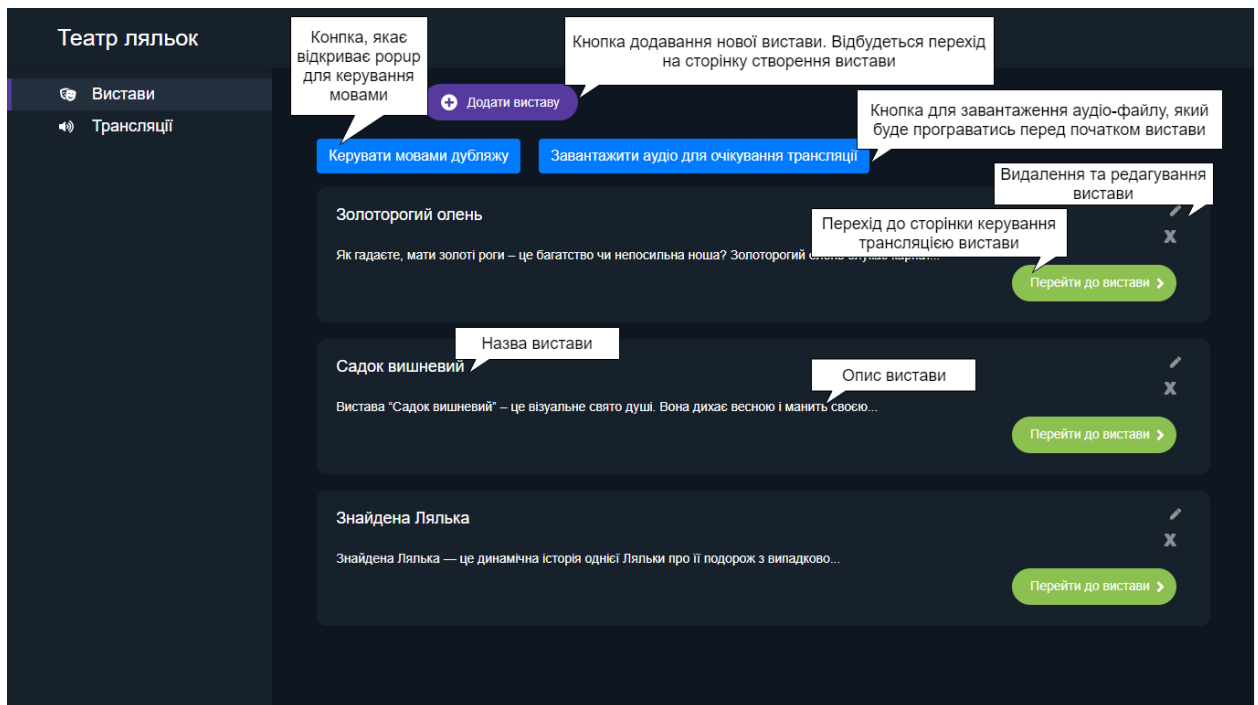 Театр ляльок
Вистави
Трансляції
Конпка, якає
відкриває popup
для керування
мовами
Кнопка додавання нової вистави. Відбудеться перехід
на сторінку створення вистави
Додати виставу
Кнопка для завантаження аудіо-файлу, який
буде програватись перед початком вистави
Керувати мовами дубляжу
Завантажити аудіо для очікування трансляції
Видалення та редагування
вистави
Золоторогий олень
Перехід до сторінки керування
трансляцією вистави
Як гадаєте, мати золоті роги – це багатство чи непосильна ноша? Золоторогий
Перейти до вистави
Назва вистави
Садок вишневий
Опис вистави
Вистава “Садок вишневий” – це візуальне свято душі. Вона дихає весною і манить своєю...
Перейти до вистави
Знайдена Лялька
Знайдена Лялька — це динамічна історія однієї Ляльки про її подорож з випадково...
Перейти до вистави